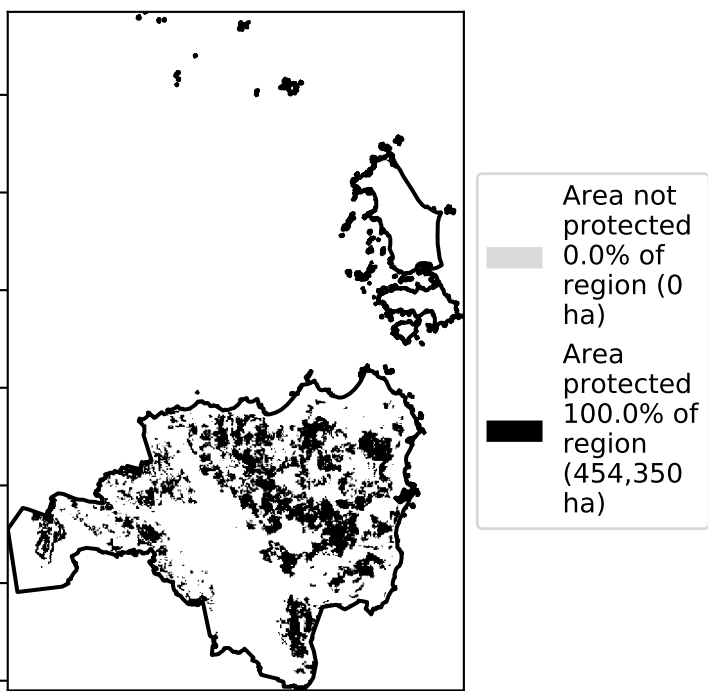 Area not
protected
0.0% of
region (0
ha)
Area
protected
100.0% of
region
(454,350
ha)